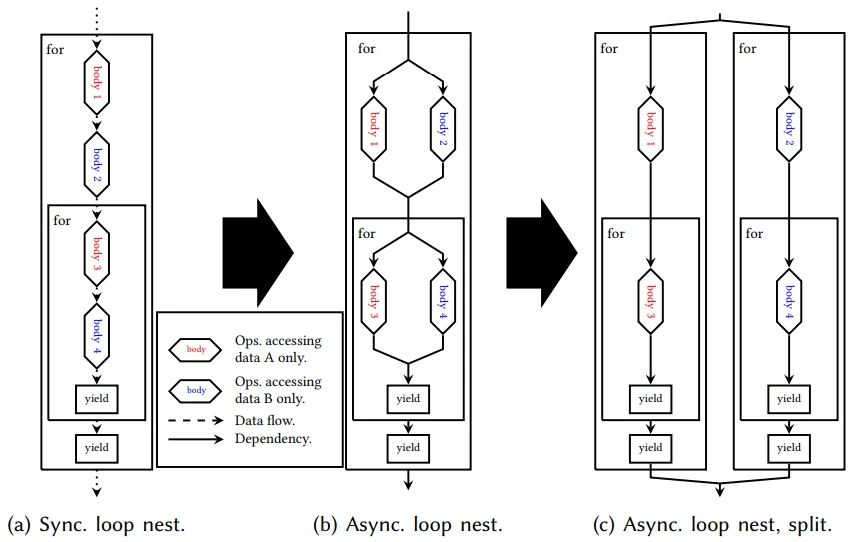 for
body 1
body 2
for
body 3
body 4
yield
yield
body
Ops. accessing
data A only.
body
Ops. accessing
data B only.
Data flow.
Dependency.
for
body 1
body 2
for
body 3
body 4
yield
yield
for
body 1
for
body 3
yield
yield
for
body 2
for
body 4
yield
yield
(a) Sync. loop nest.
(b) Async. loop nest.
(c) Async. loop nest, split.